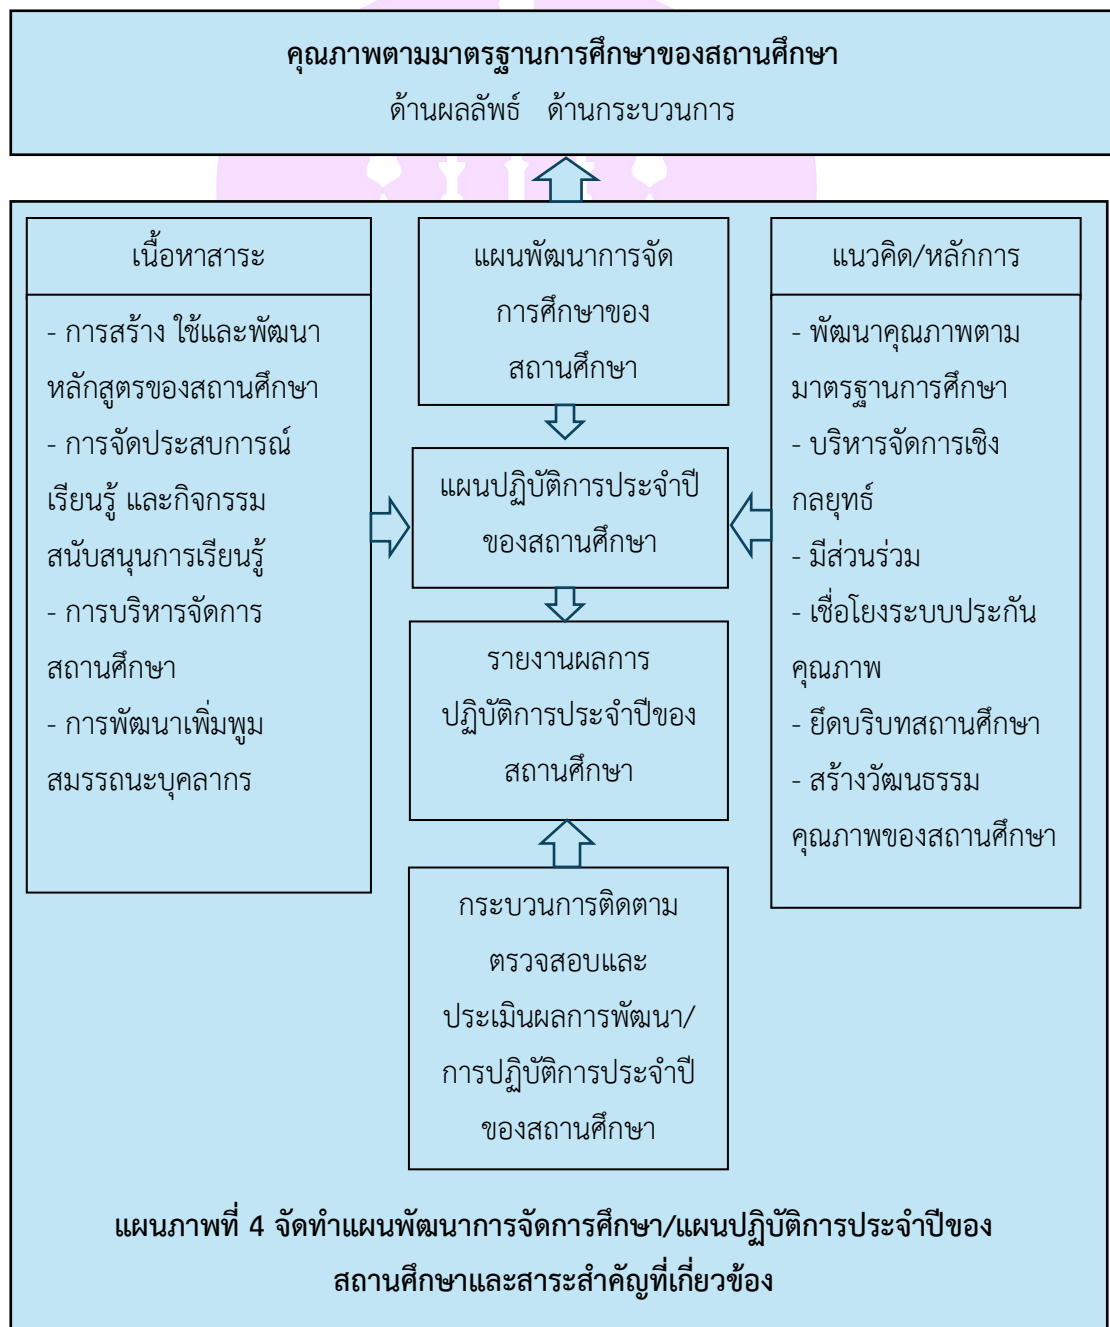 คุณภาพตามมาตรฐานการศึกษาของสถานศึกษา
ด้านผลลัพธ์ ด้านกระบวนการ
เนื้อหาสาระ
- การสร้าง ใช้และพัฒนา
หลักสูตรของสถานศึกษา
- การจัดประสบการณ์
เรียนรู้ และกิจกรรม
สนับสนุนการเรียนรู้
- การบริหารจัดการ
สถานศึกษา
- การพัฒนาเพิ่มพูม
สมรรถนะบุคลากร
แผนพัฒนาการจัด
การศึกษาของ
สถานศึกษา
แผนปฏิบัติการประจำปี
ของสถานศึกษา
รายงานผลการ
ปฏิบัติการประจำปีของ
สถานศึกษา
กระบวนการติดตาม
ตรวจสอบและ
ประเมินผลการพัฒนา/
การปฏิบัติการประจำปี
ของสถานศึกษา
แนวคิด/หลักการ
- พัฒนาคุณภาพตาม
มาตรฐานการศึกษา
- บริหารจัดการเชิง
กลยุทธ์
- มีส่วนร่วม
- เชื่อโยงระบบประกัน
คุณภาพ
- ยึดบริบทสถานศึกษา
- สร้างวัฒนธรรม
คุณภาพของสถานศึกษา
แผนภาพที่ 4 จัดทำแผนพัฒนาการจัดการศึกษา/แผนปฏิบัติการประจำปีของ
สถานศึกษาและสาระสำคัญที่เกี่ยวข้อง